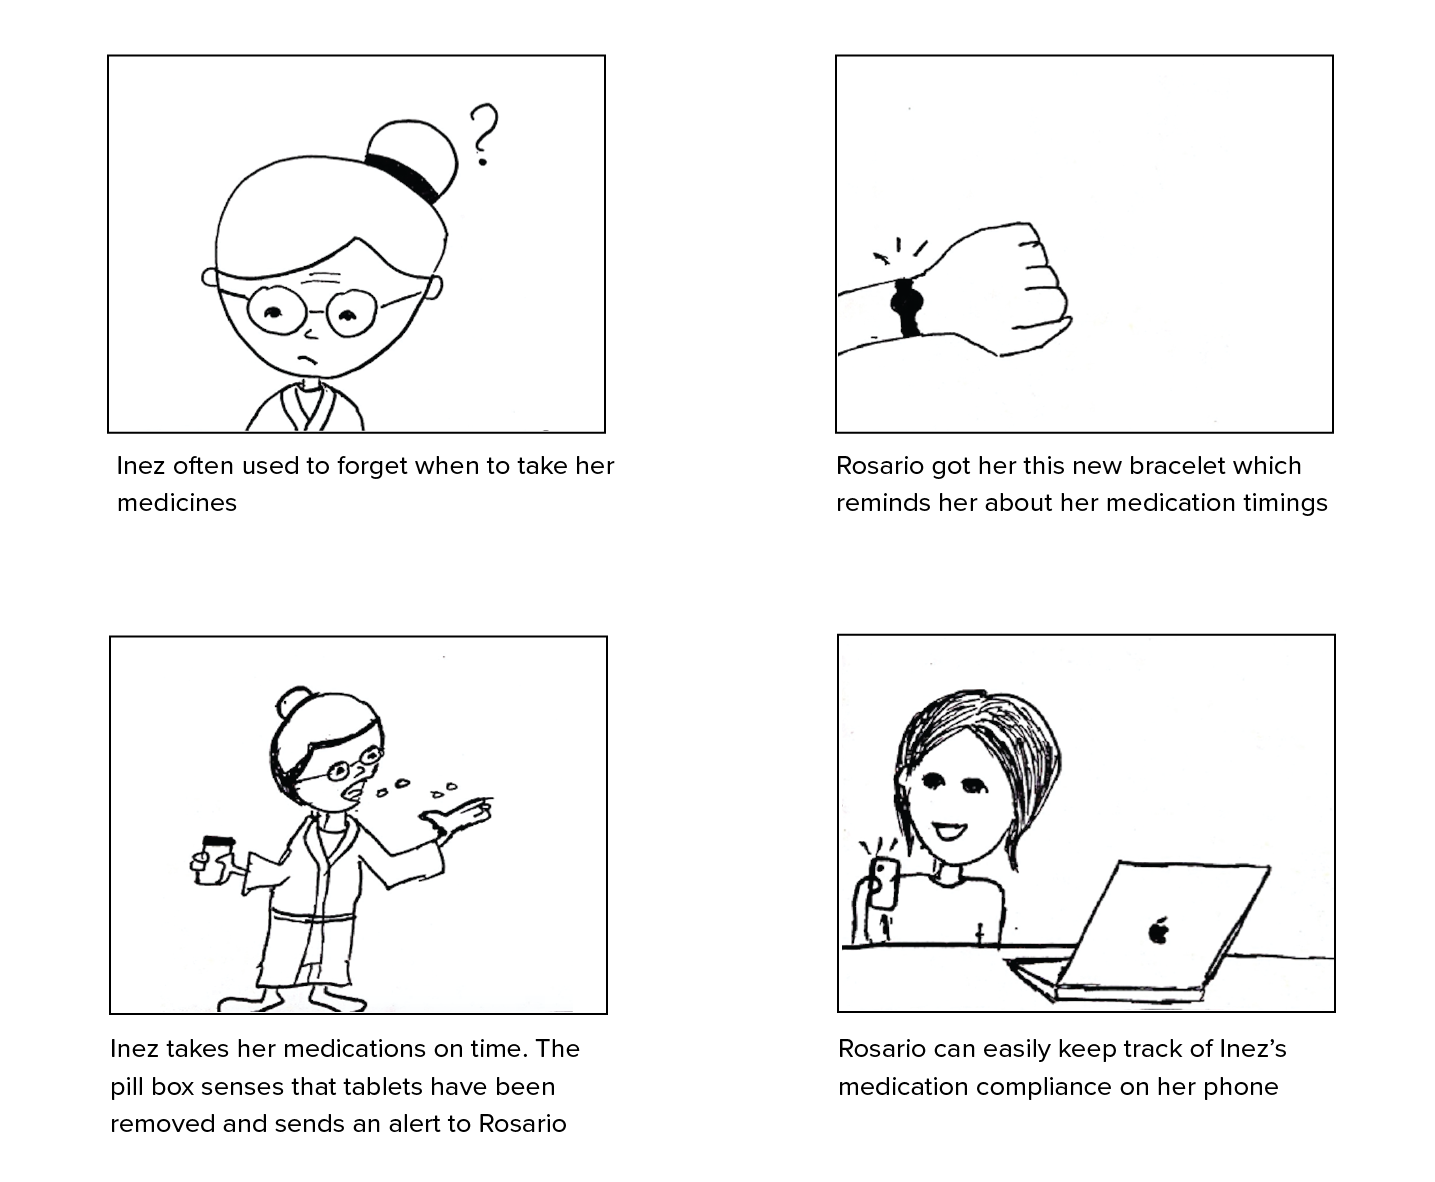 ?
Inez often used to forget when to take her
medicines
Rosario got her this new bracelet which
reminds her about her medication timings
Inez takes her medications on time. The
pill box senses that tablets have been
removed and sends an alert to Rosario
Rosario can easily keep track of Inez’s
medication compliance on her phone